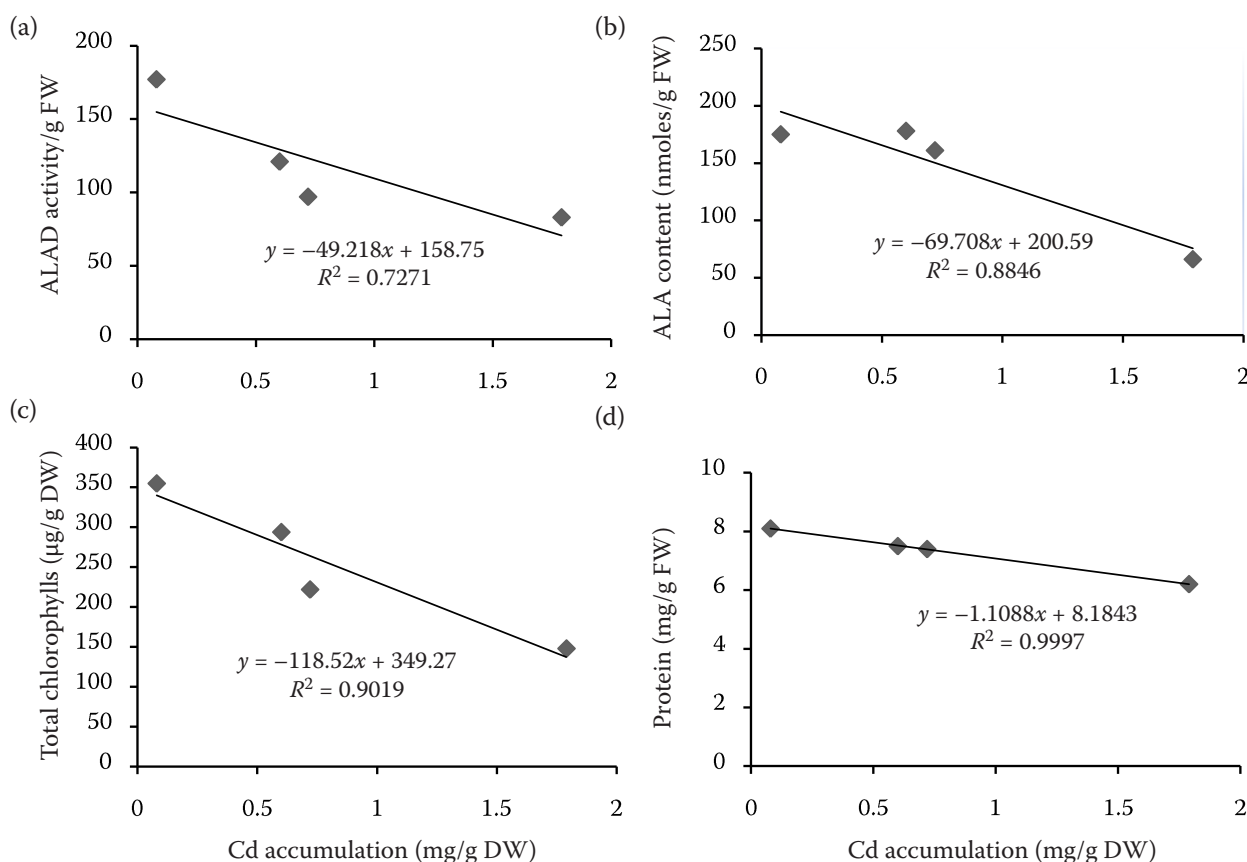 (a)
ALAD activity/g FW
200
150
100
50
0
y = −49.218x + 158.75
R² = 0.7271
0 0.5 1 1.5 2
(b)
ALA content (nmoles/g FW)
250
200
150
100
50
0
y = −69.708x + 200.59
R² = 0.8846
0 0.5 1 1.5 2
(c)
Total chlorophylls (µg/g DW)
400
350
300
250
200
150
100
50
0
y = −118.52x + 349.27
R² = 0.9019
0 0.5 1 1.5 2
Cd accumulation (mg/g DW)
(d)
Protein (mg/g FW)
10
8
6
4
2
0
y = −1.1088x + 8.1843
R² = 0.9997
0 0.5 1 1.5 2
Cd accumulation (mg/g DW)